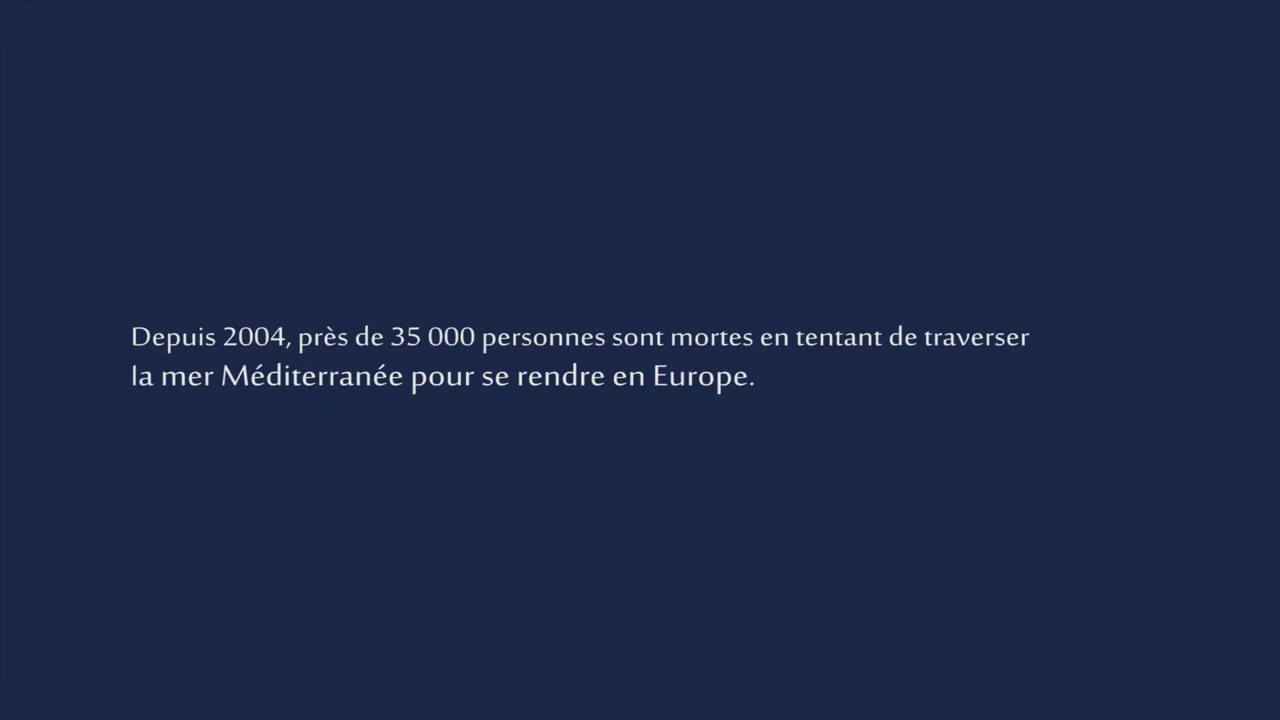 Depuis 2004, près de 35 000 personnes sont mortes en tentant de traverser
la mer Méditerranée pour se rendre en Europe.